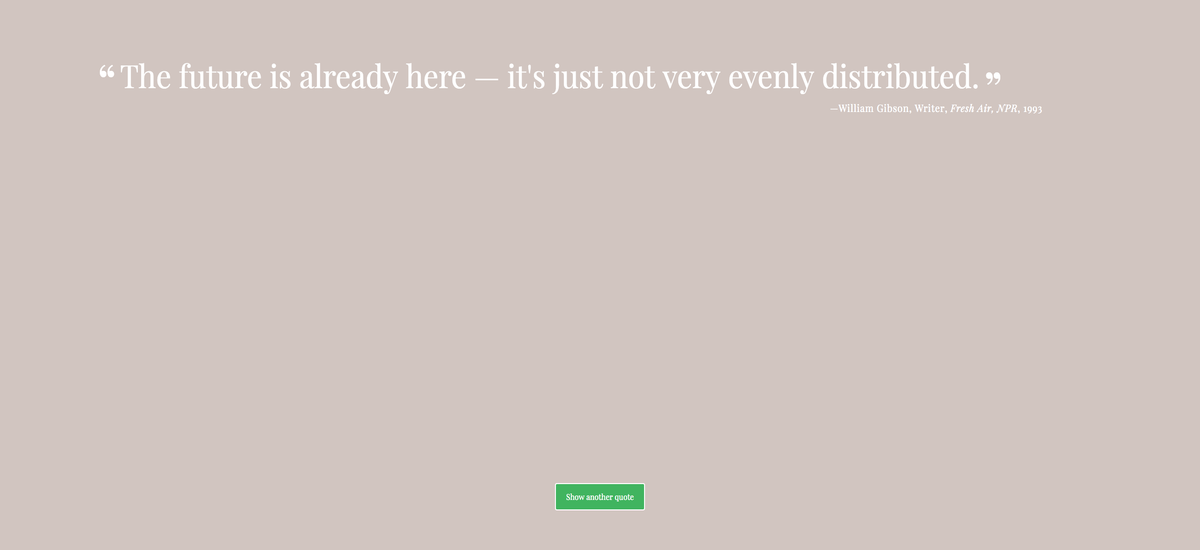 “ The future is already here — it's just not very evenly distributed. ”
—William Gibson, Writer, Fresh Air, NPR, 1993
Show another quote